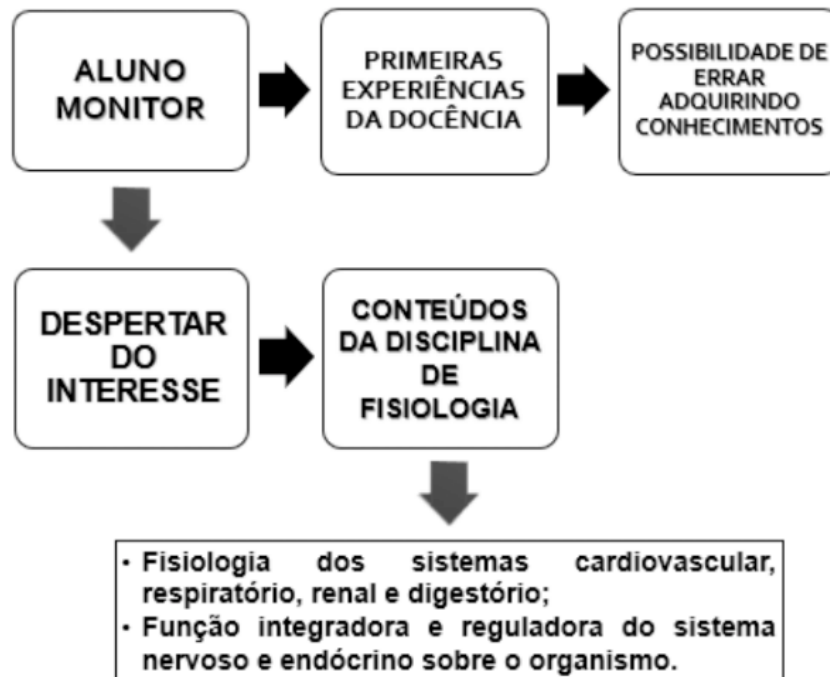 ALUNO
MONITOR
PRIMEIRAS
EXPERIÊNCIAS
DA DOCÊNCIA
POSSIBILIDADE DE
ERRAR
ADQUIRINDO
CONHECIMENTOS
DESPERTAR
DO
INTERESSE
CONTEÚDOS
DA DISCIPLINA
DE
FISIOLOGIA
• Fisiologia dos sistemas cardiovascular,
respiratório, renal e digestório;
• Função integradora e reguladora do sistema
nervoso e endócrino sobre o organismo.